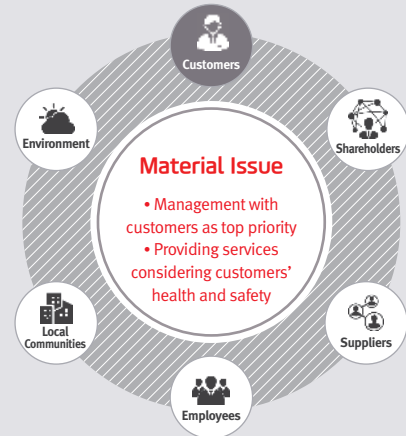 Customers
Environment
Shareholders
Material Issue
• Management with
customers as top priority
• Providing services
considering customers’
health and safety
Local
Communities
Suppliers
Employees